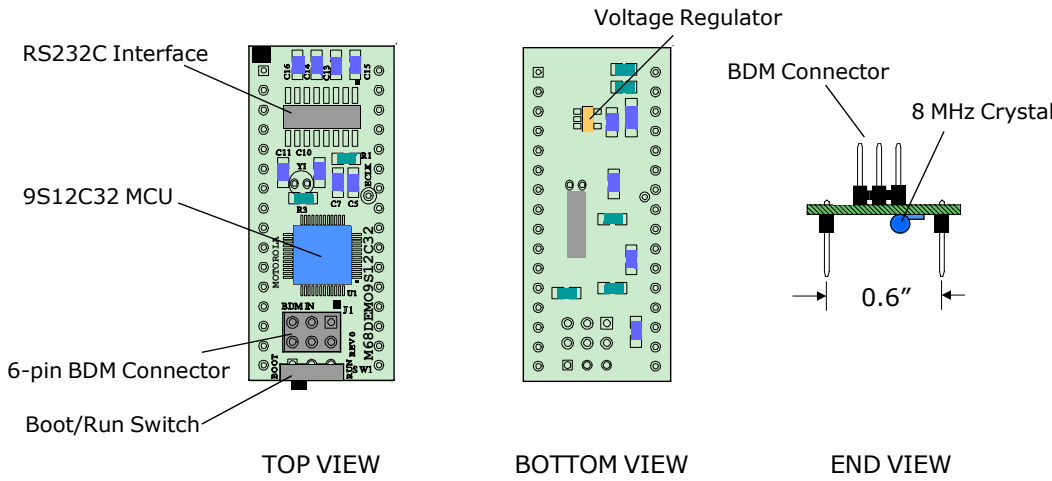 Voltage Regulator
RS232C Interface
BDM Connector
8 MHz Crystal
9S12C32 MCU
6-pin BDM Connector
Boot/Run Switch
C16
C14
C13
C15
C11
C10
R1
Y1
ECLK
R3
C7
C5
MOTOROLA
M68DEMO9S12C32
U1
BDM IN
J1
REV 0
BOOT
RUN
SW1
0.6”
TOP VIEW
BOTTOM VIEW
END VIEW